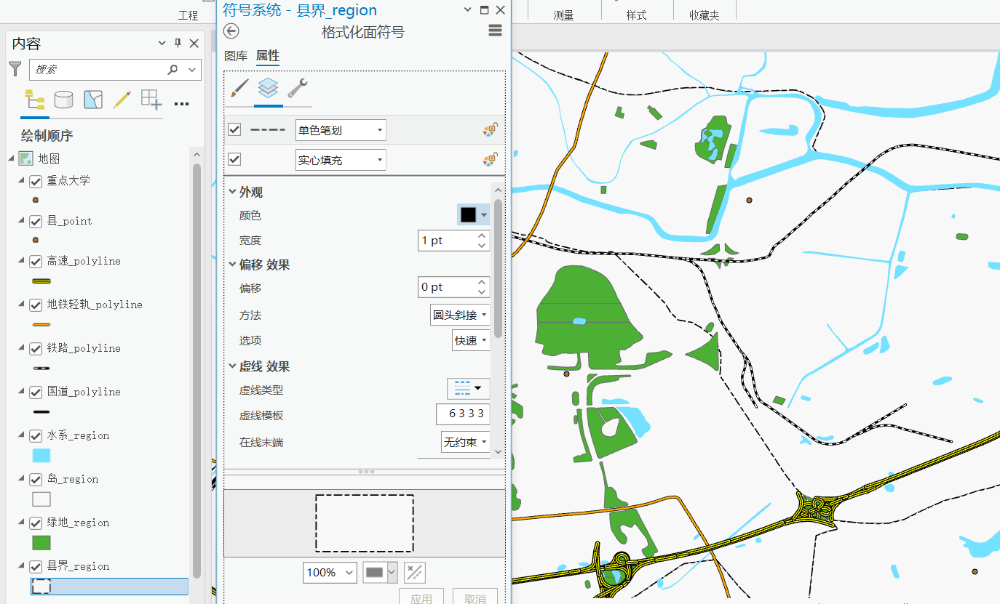 工程
测量
样式
收藏夹
内容
搜索
绘制顺序
地图
重点大学
县_point
高速_polyline
地铁轻轨_polyline
铁路_polyline
国道_polyline
水系_region
岛_region
绿地_region
县界_region
符号系统 - 县界_region
格式化面符号
图库 属性
单色笔划
实心填充
外观
颜色
宽度 1 pt
偏移 效果
偏移 0 pt
方法 圆头斜接
选项 快速
虚线 效果
虚线类型
虚线模板 6 3 3 3
在线末端 无约束
100%
应用 取消